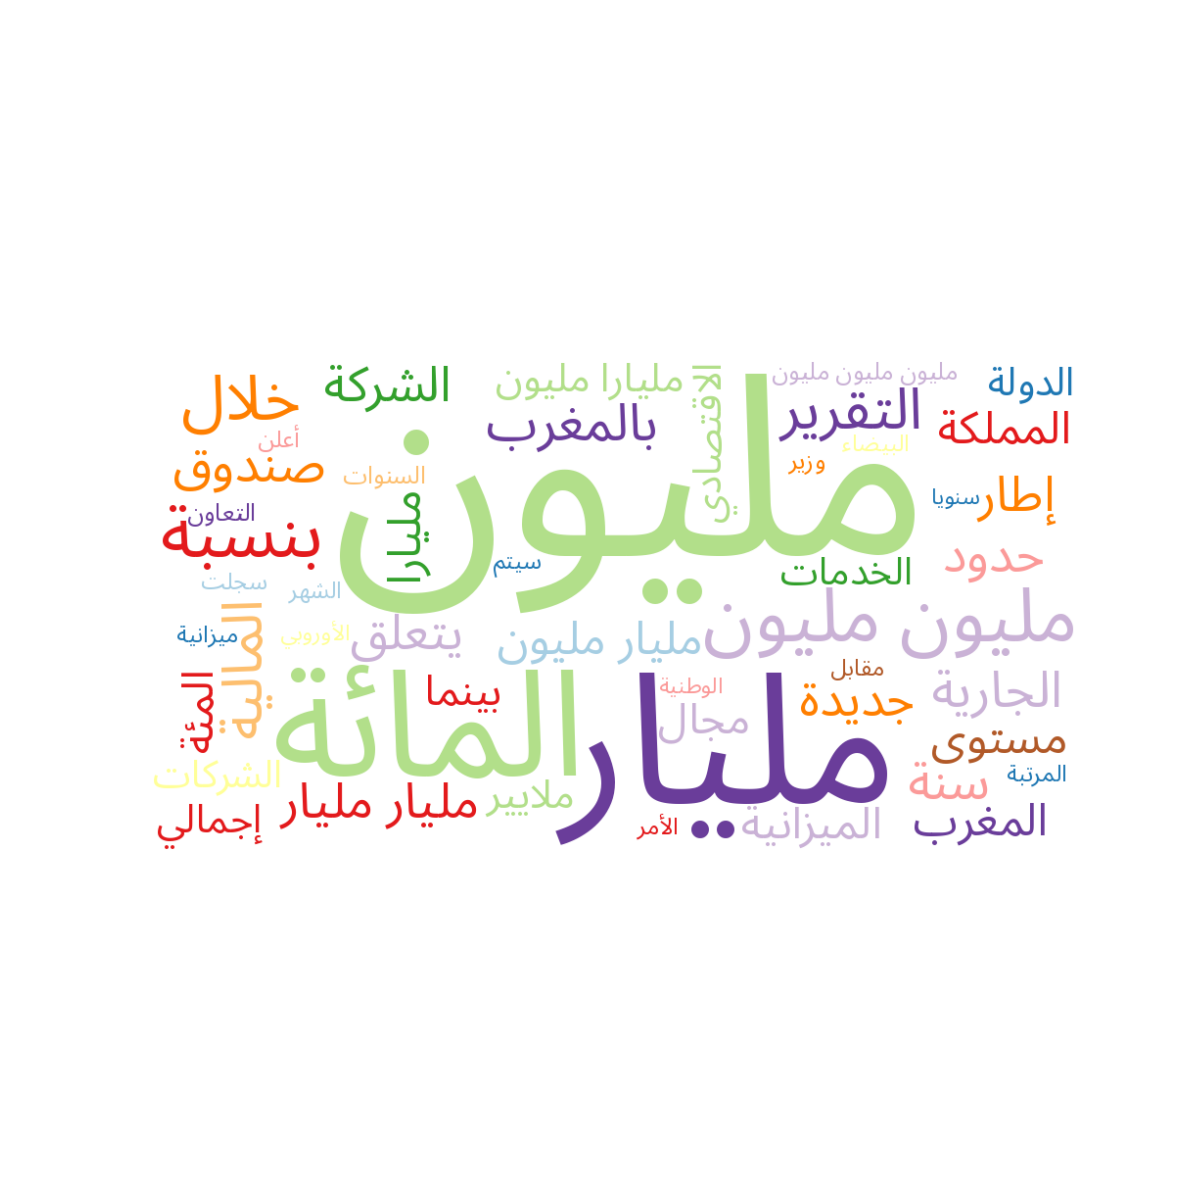 مليون مليون مليون
مليارا مليون
الشركة
الدولة
خلال
التقرير
الاقتصادي
بالمغرب
المملكة
أعلن
البيضاء
وزير
صندوق
السنوات
مليون
إطار
سنويا
التعاون
بنسبة
مليارا
سيتم
حدود
الخدمات
سجلت
الشهر
مليون مليون
ميزانية
الأوروبي
يتعلق
مليار مليون
المالية
مقابل
المئة
المائة
بينما
الوطنية
مجال
مليار
جديدة
الجارية
مستوى
المرتبة
سنة
الشركات
ملايير
مليار مليار
إجمالي
الأمر
الميزانية
المغرب